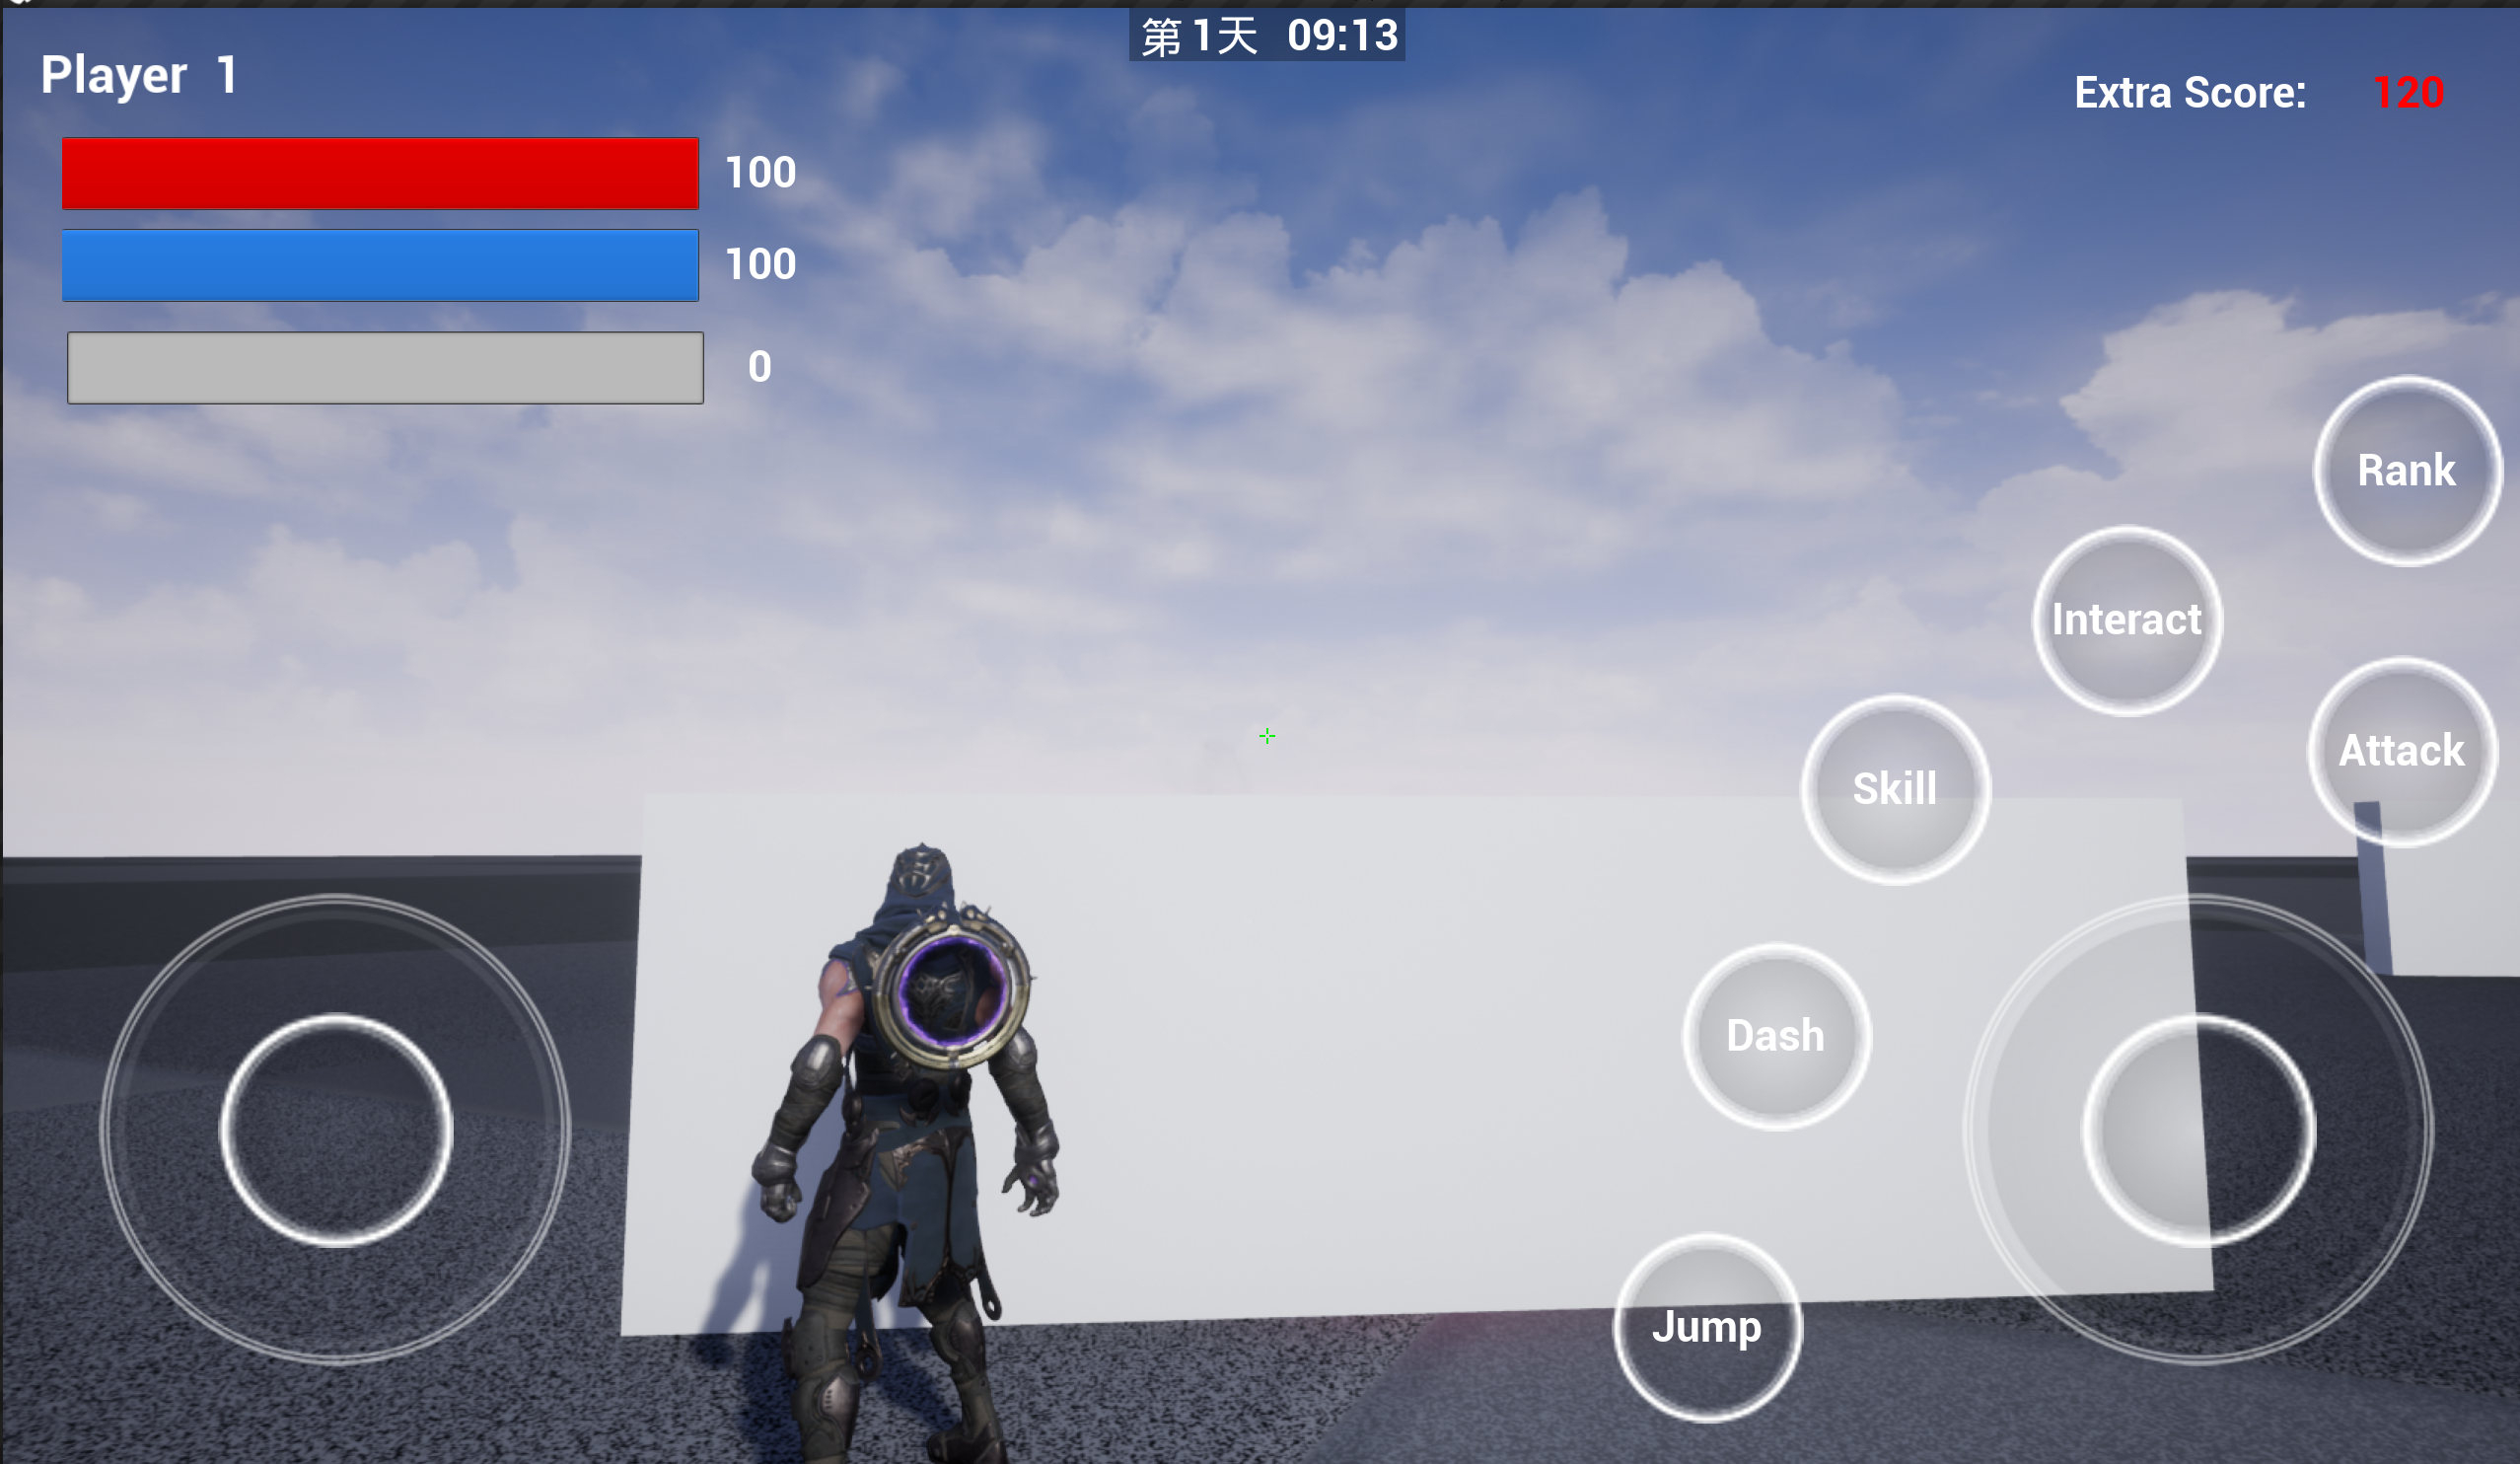 第1天 09:13
Player 1
Extra Score: 120
100
100
0
Rank
Interact
Attack
Skill
Dash
Jump